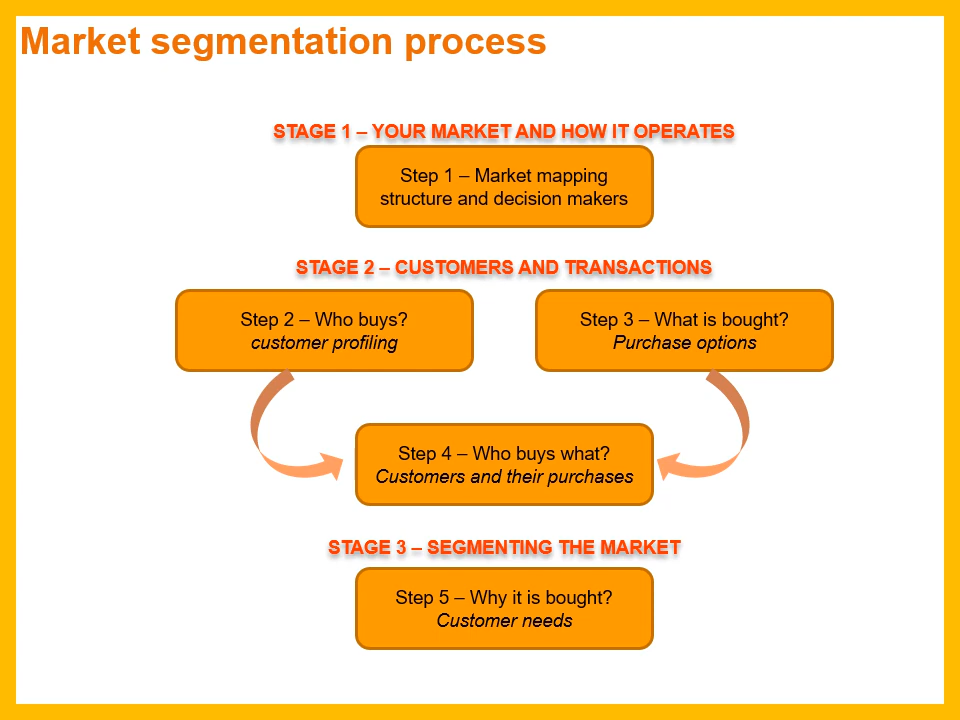 Market segmentation process
STAGE 1 – YOUR MARKET AND HOW IT OPERATES
Step 1 – Market mapping
structure and decision makers
STAGE 2 – CUSTOMERS AND TRANSACTIONS
Step 2 – Who buys?
customer profiling
Step 3 – What is bought?
Purchase options
Step 4 – Who buys what?
Customers and their purchases
STAGE 3 – SEGMENTING THE MARKET
Step 5 – Why it is bought?
Customer needs